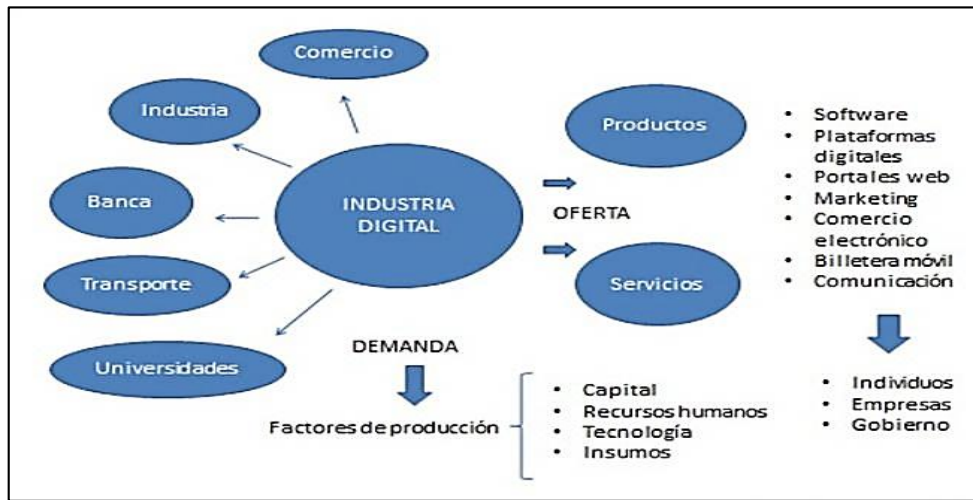 Comercio
Industria
Banca
Transporte
Universidades
INDUSTRIA
DIGITAL
OFERTA
Productos
Servicios
• Software
• Plataformas
digitales
• Portales web
• Marketing
• Comercio
electrónico
• Billetera móvil
• Comunicación
• Individuos
• Empresas
• Gobierno
DEMANDA
Factores de producción
• Capital
• Recursos humanos
• Tecnología
• Insumos